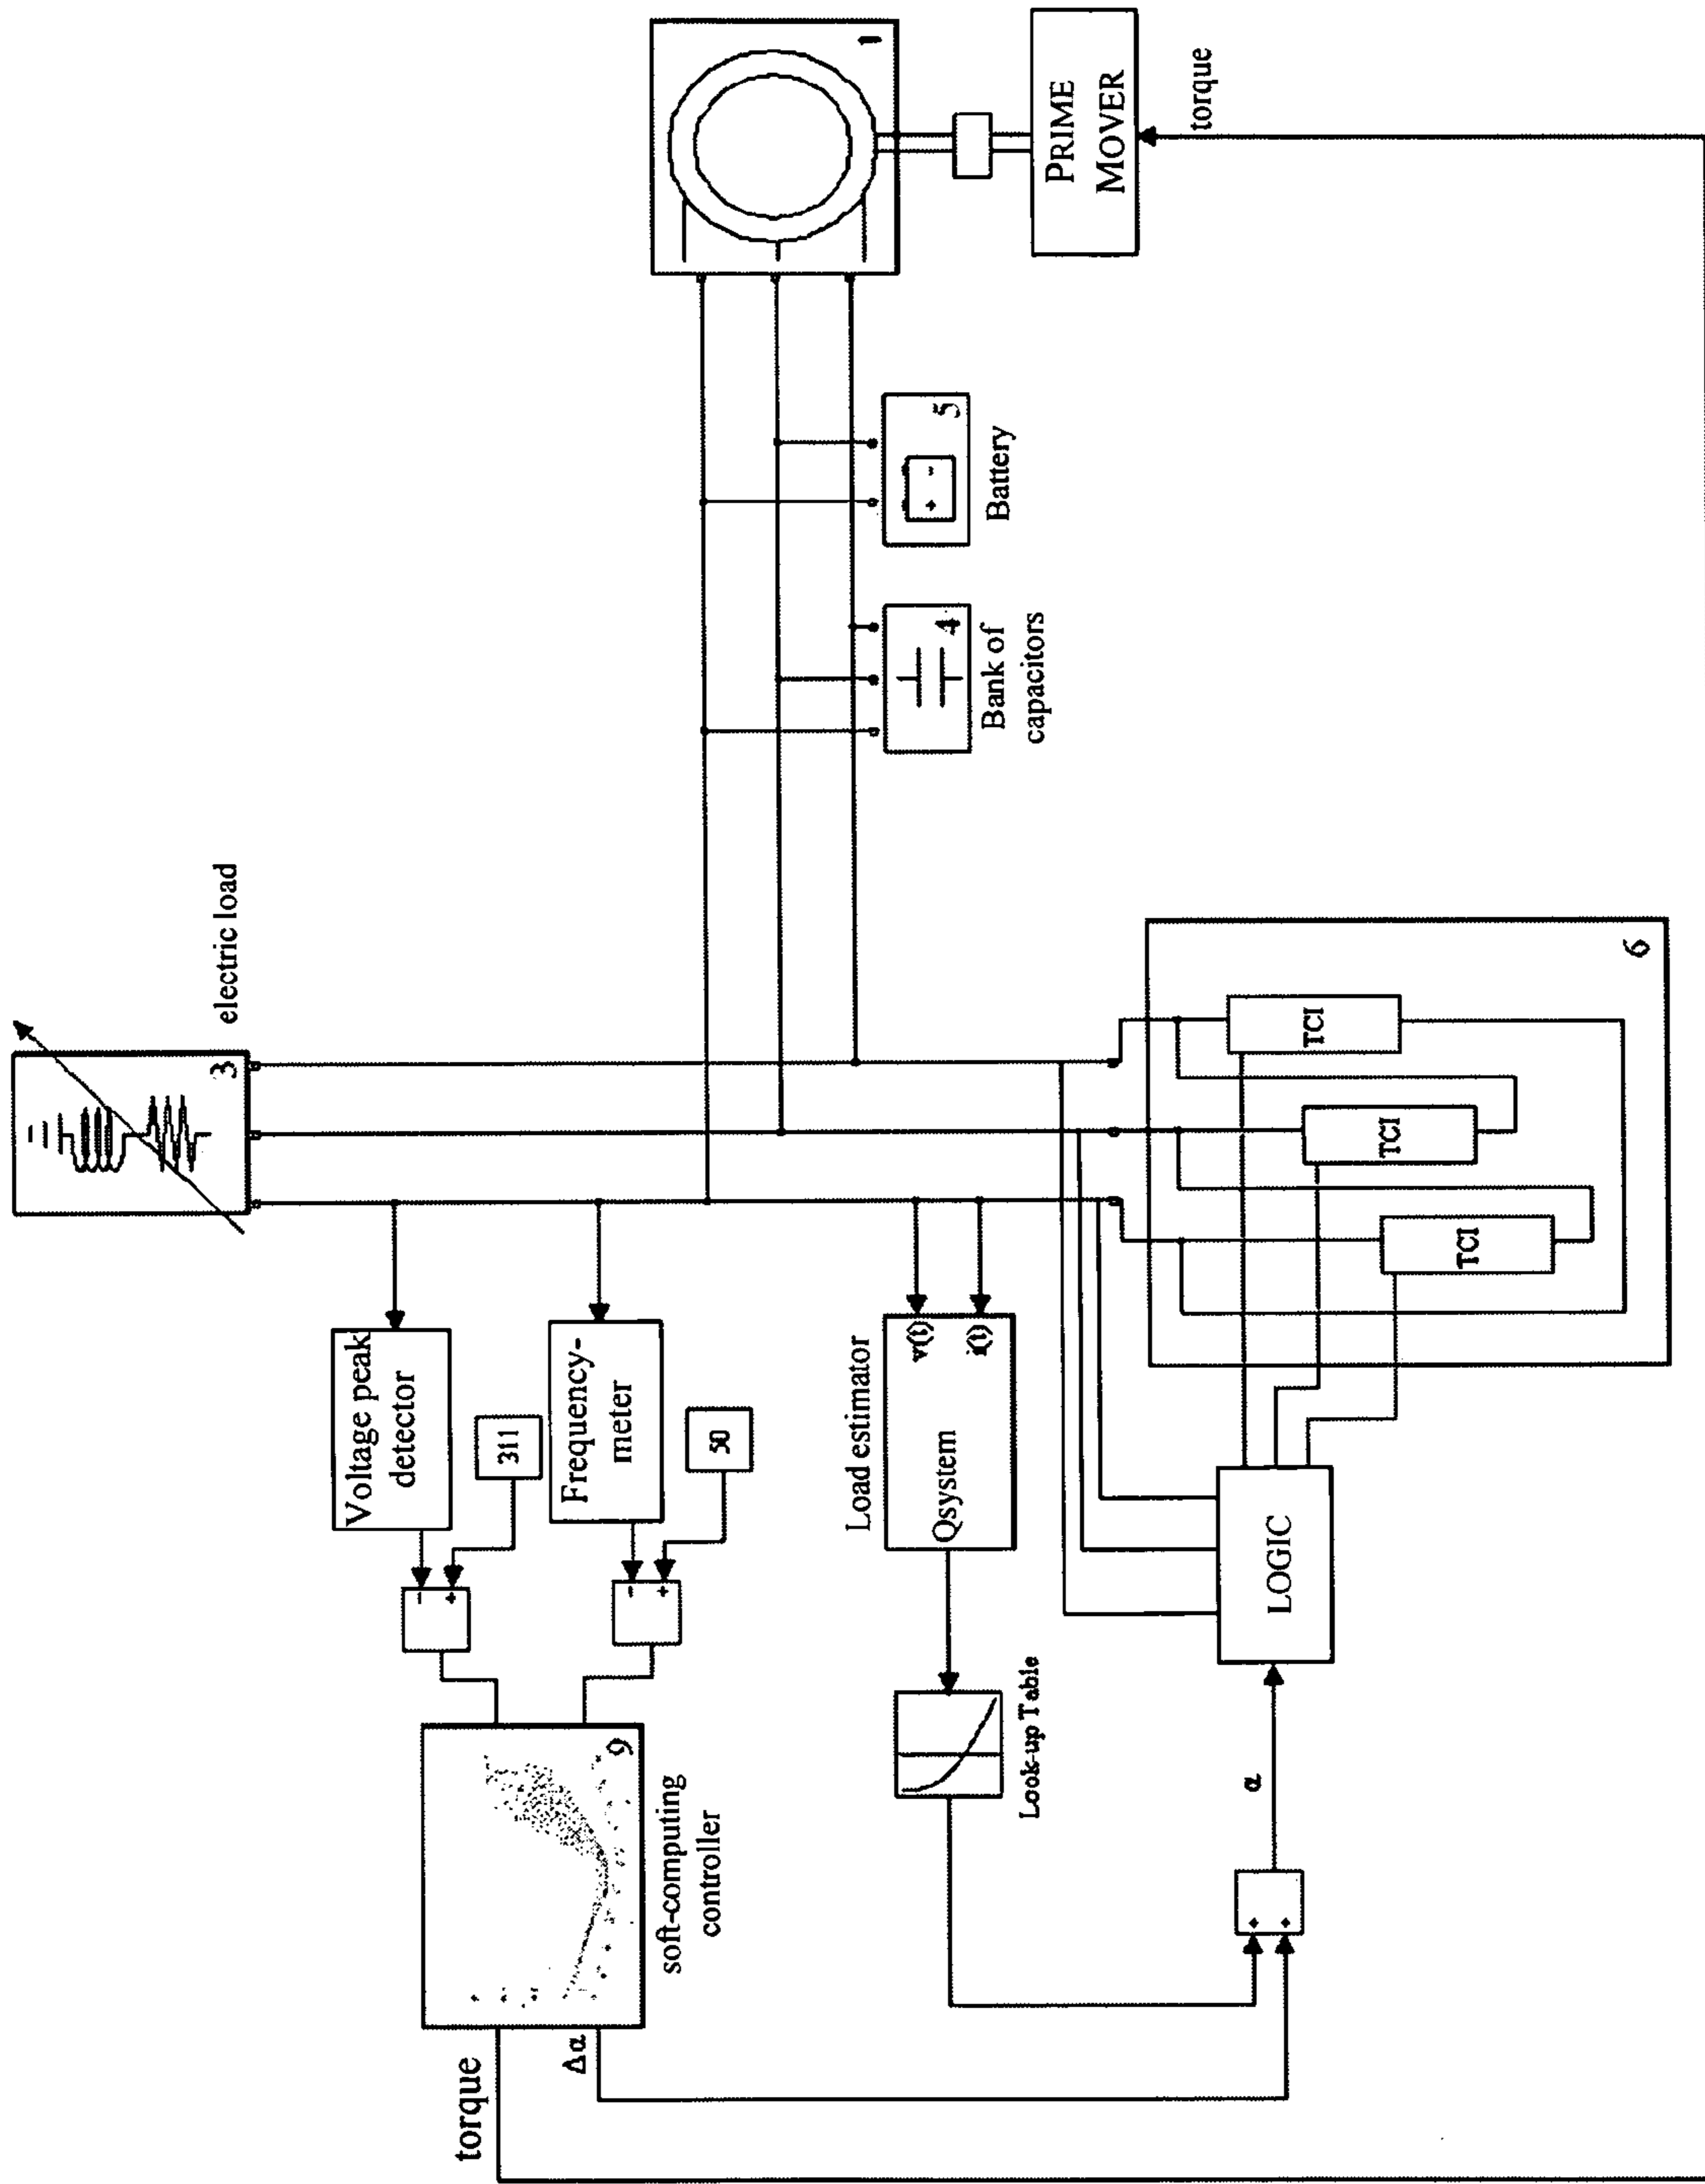 torque
Δα
9
soft-computing
controller
-
+
-
+
Voltage peak
detector
311
Frequency-
meter
50
3
electric load
Load estimator
Qsystem
v(t)
i(t)
Look-up Table
α
+
+
LOGIC
TCI
TCI
TCI
6
4
Bank of
capacitors
+ -
5
Battery
1
PRIME
MOVER
torque